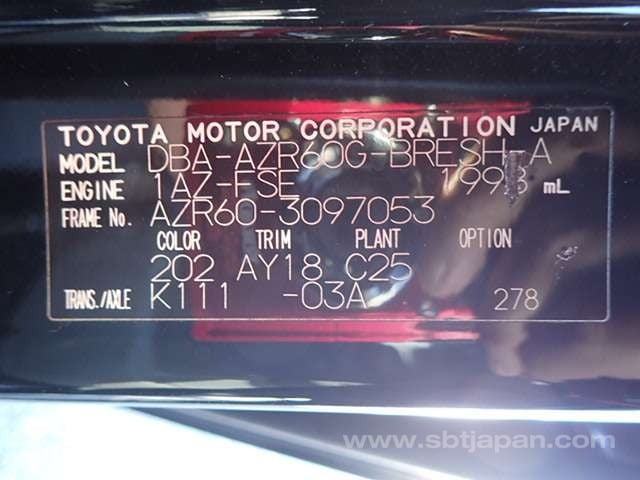 TOYOTA MOTOR CORPORATION JAPAN
MODEL DBA-AZR60G-BRESH-A
ENGINE 1AZ-FSE 1998 mL
FRAME No. AZR60-3097053
COLOR TRIM PLANT OPTION
202 AY18 C25
TRANS./AXLE K111 -03A 278
www.sbtjapan.com